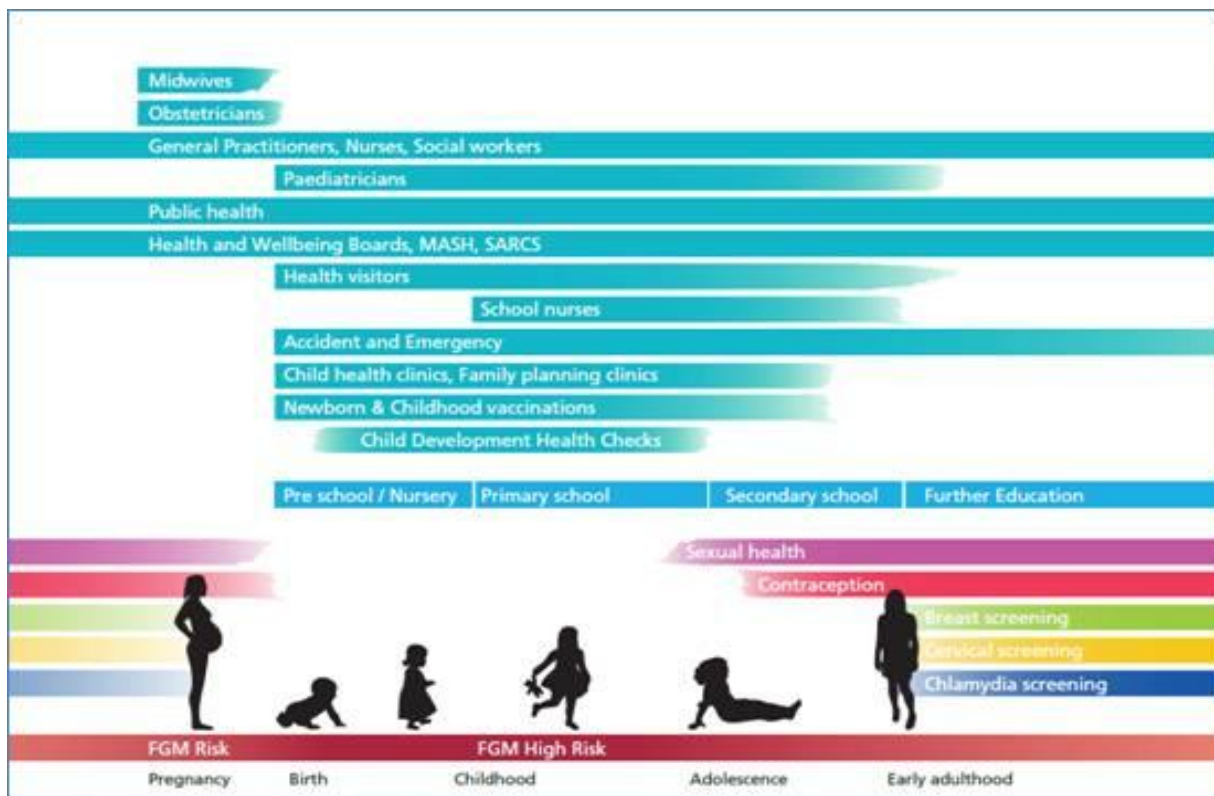 Midwives
Obstetricians
General Practitioners, Nurses, Social workers
Paediatricians
Public health
Health and Wellbeing Boards, MASH, SARCS
Health visitors
School nurses
Accident and Emergency
Child health clinics, Family planning clinics
Newborn & Childhood vaccinations
Child Development Health Checks
Pre school / Nursery Primary school Secondary school Further Education
Sexual health
Contraception
Breast screening
Cervical screening
Chlamydia screening
FGM Risk FGM High Risk
Pregnancy Birth Childhood Adolescence Early adulthood